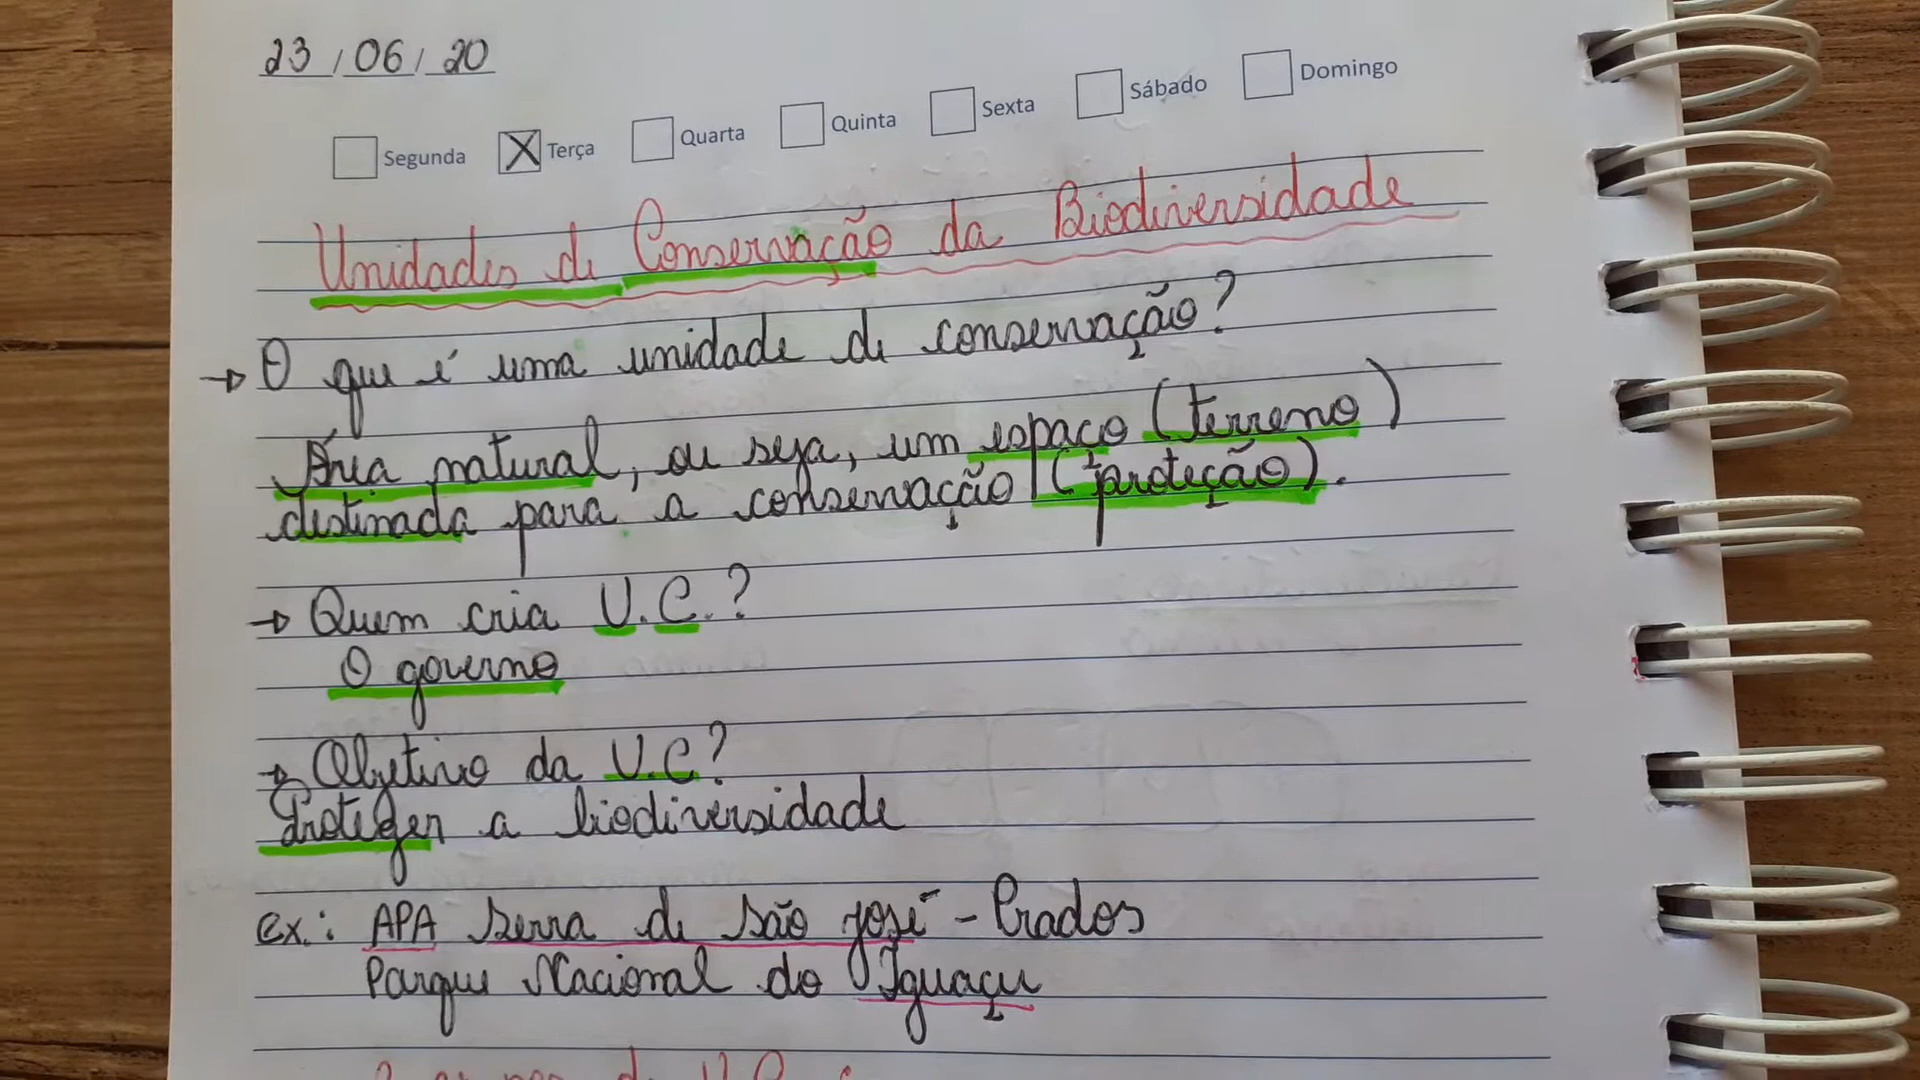 23/06/20
Segunda X Terça Quarta Quinta Sexta Sábado Domingo
Unidades de Conservação da Biodiversidade
→ O que é uma unidade de conservação?
Área natural, ou seja, um espaço (terreno)
destinada para a conservação (proteção).
→ Quem cria U.C.?
O governo
→ Objetivo da U.C?
Proteger a biodiversidade
ex.: APA Serra de São José - Prados
Parque Nacional do Iguaçu